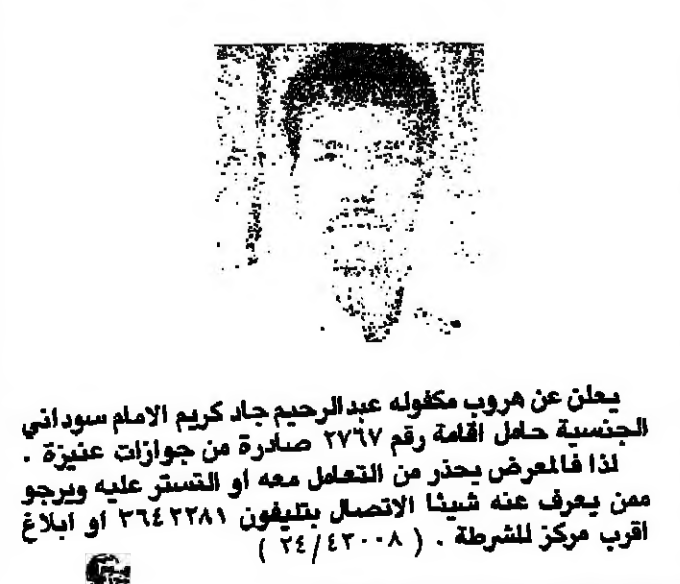 يعلن عن هروب مكفوله عبدالرحيم جاد كريم الامام سوداني
الجنسية حامل اقامة رقم ٢٧٦٧ صادرة من جوازات عنيزة .
لذا فالمعرض يحذر من التعامل معه او التستر عليه ويرجو
ممن يعرف عنه شيئا الاتصال بتليفون ٣٦٤٢٢٨١ او ابلاغ
اقرب مركز للشرطة . ( ٢٤/٤٣٠٠٨ )